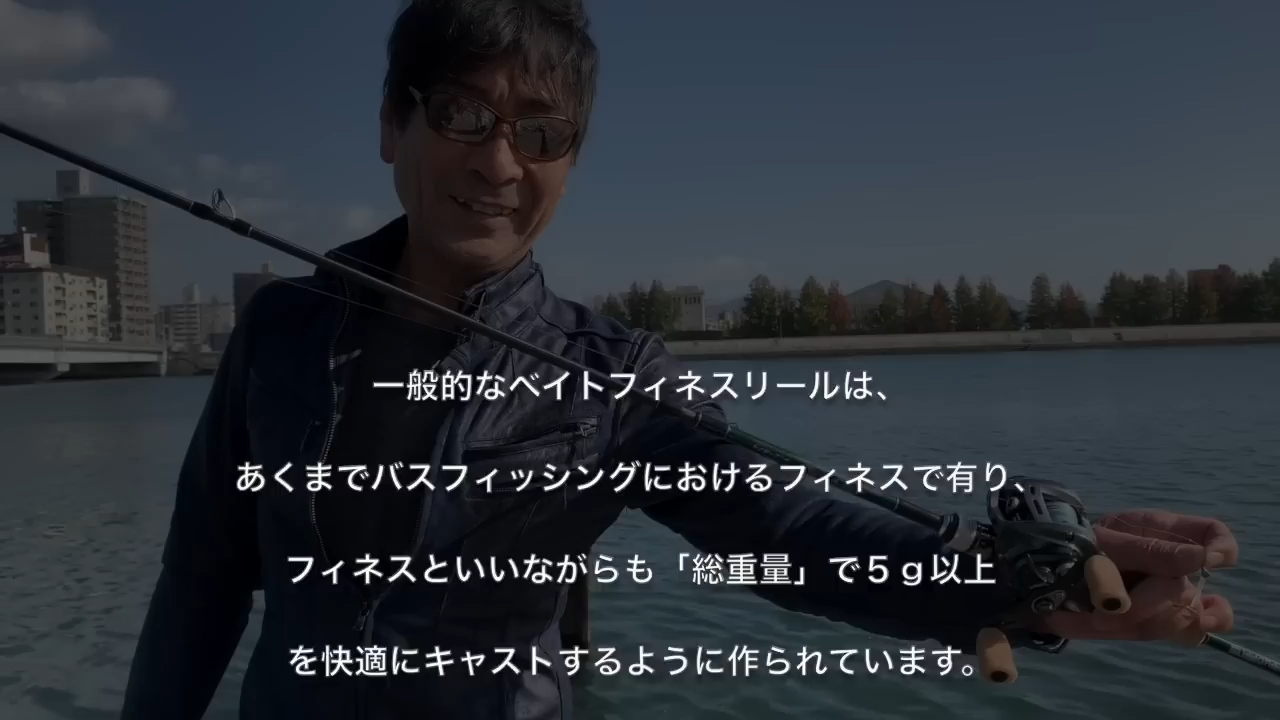 一般的なベイトフィネスリールは、
あくまでバスフィッシングにおけるフィネスで有り、
フィネスといいながらも「総重量」で５ｇ以上
を快適にキャストするように作られています。